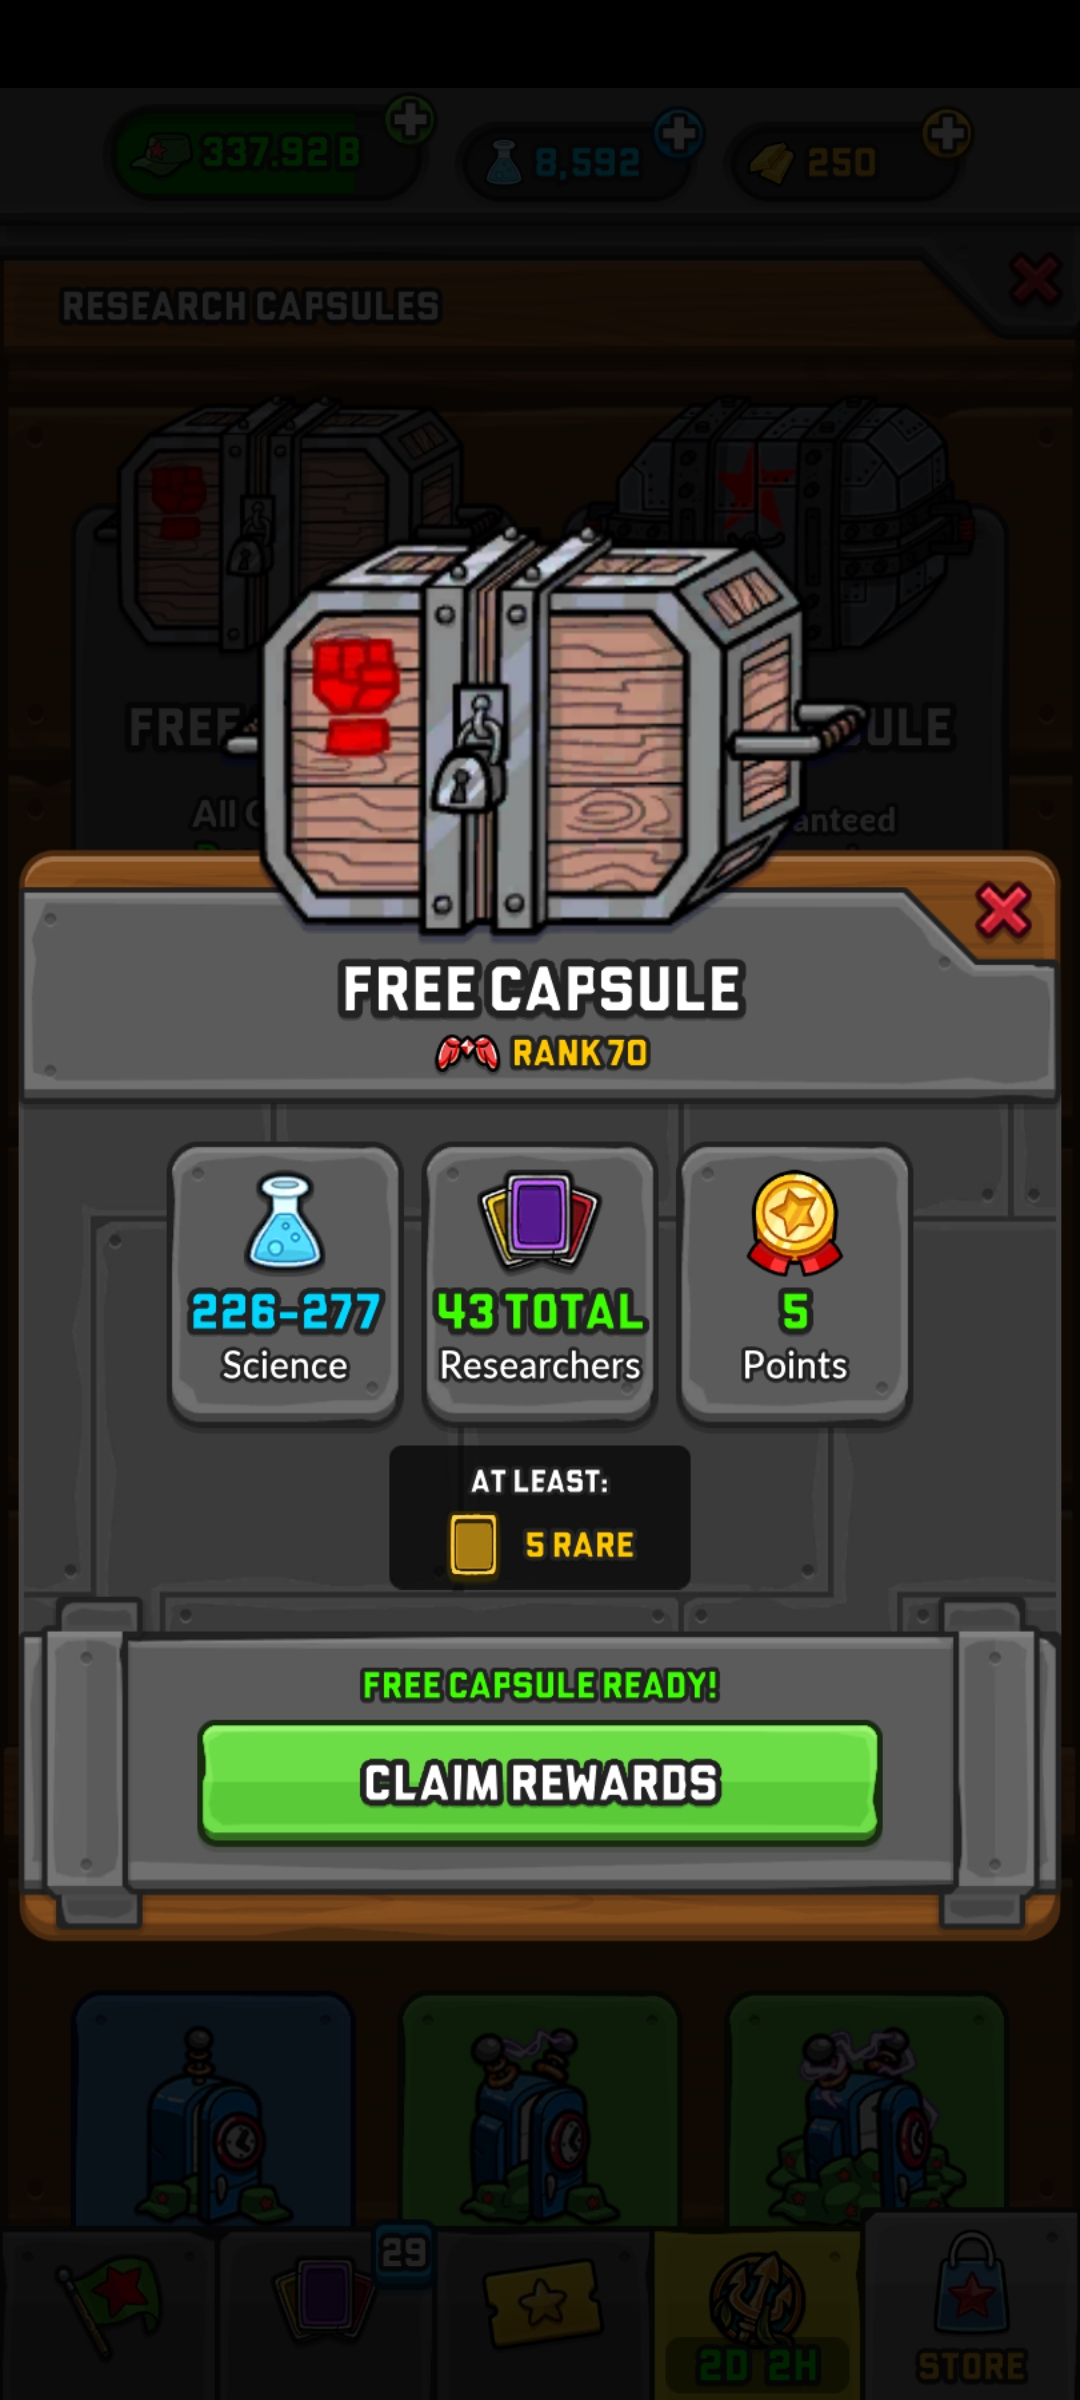 337.92 B
8,592
250
RESEARCH CAPSULES
FREE
SULE
All
anteed
FREE CAPSULE
RANK 70
226-277
Science
43 TOTAL
Researchers
5
Points
AT LEAST:
5 RARE
FREE CAPSULE READY!
CLAIM REWARDS
29
2D 2H
STORE